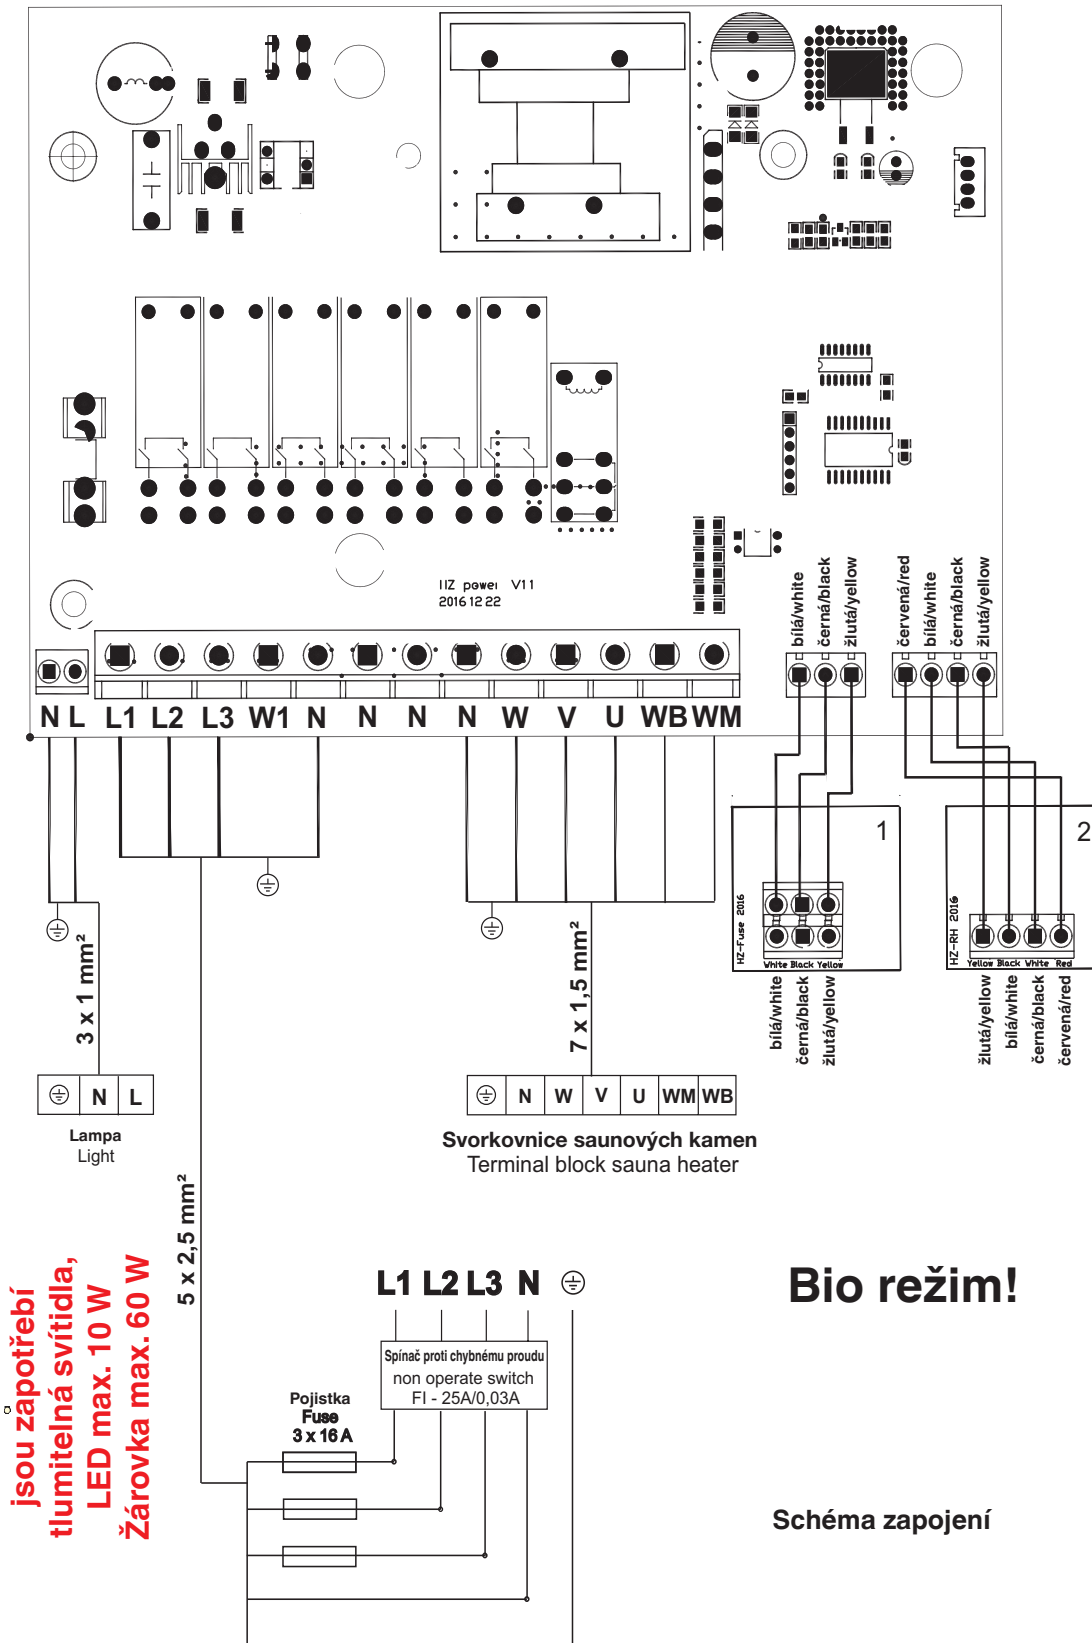 IIZ power V11
2016 12 22
bílá/white
černá/black
žlutá/yellow
červená/red
bílá/white
černá/black
žlutá/yellow
N L L1 L2 L3 W1 N N N N W V U WB WM
1
HZ-Fuse 2016
White Black Yellow
bílá/white
černá/black
žlutá/yellow
2
HZ-RH 2016
Yellow Black White Red
žlutá/yellow
bílá/white
černá/black
červená/red
3 x 1 mm²
7 x 1,5 mm²
N L
Lampa
Light
N W V U WM WB
Svorkovnice saunových kamen
Terminal block sauna heater
5 x 2,5 mm²
jsou zapotřebí
tlumitelná svítidla,
LED max. 10 W
Žárovka max. 60 W
L1 L2 L3 N
Spínač proti chybnému proudu
non operate switch
FI - 25A/0,03A
Pojistka
Fuse
3 x 16 A
Bio režim!
Schéma zapojení